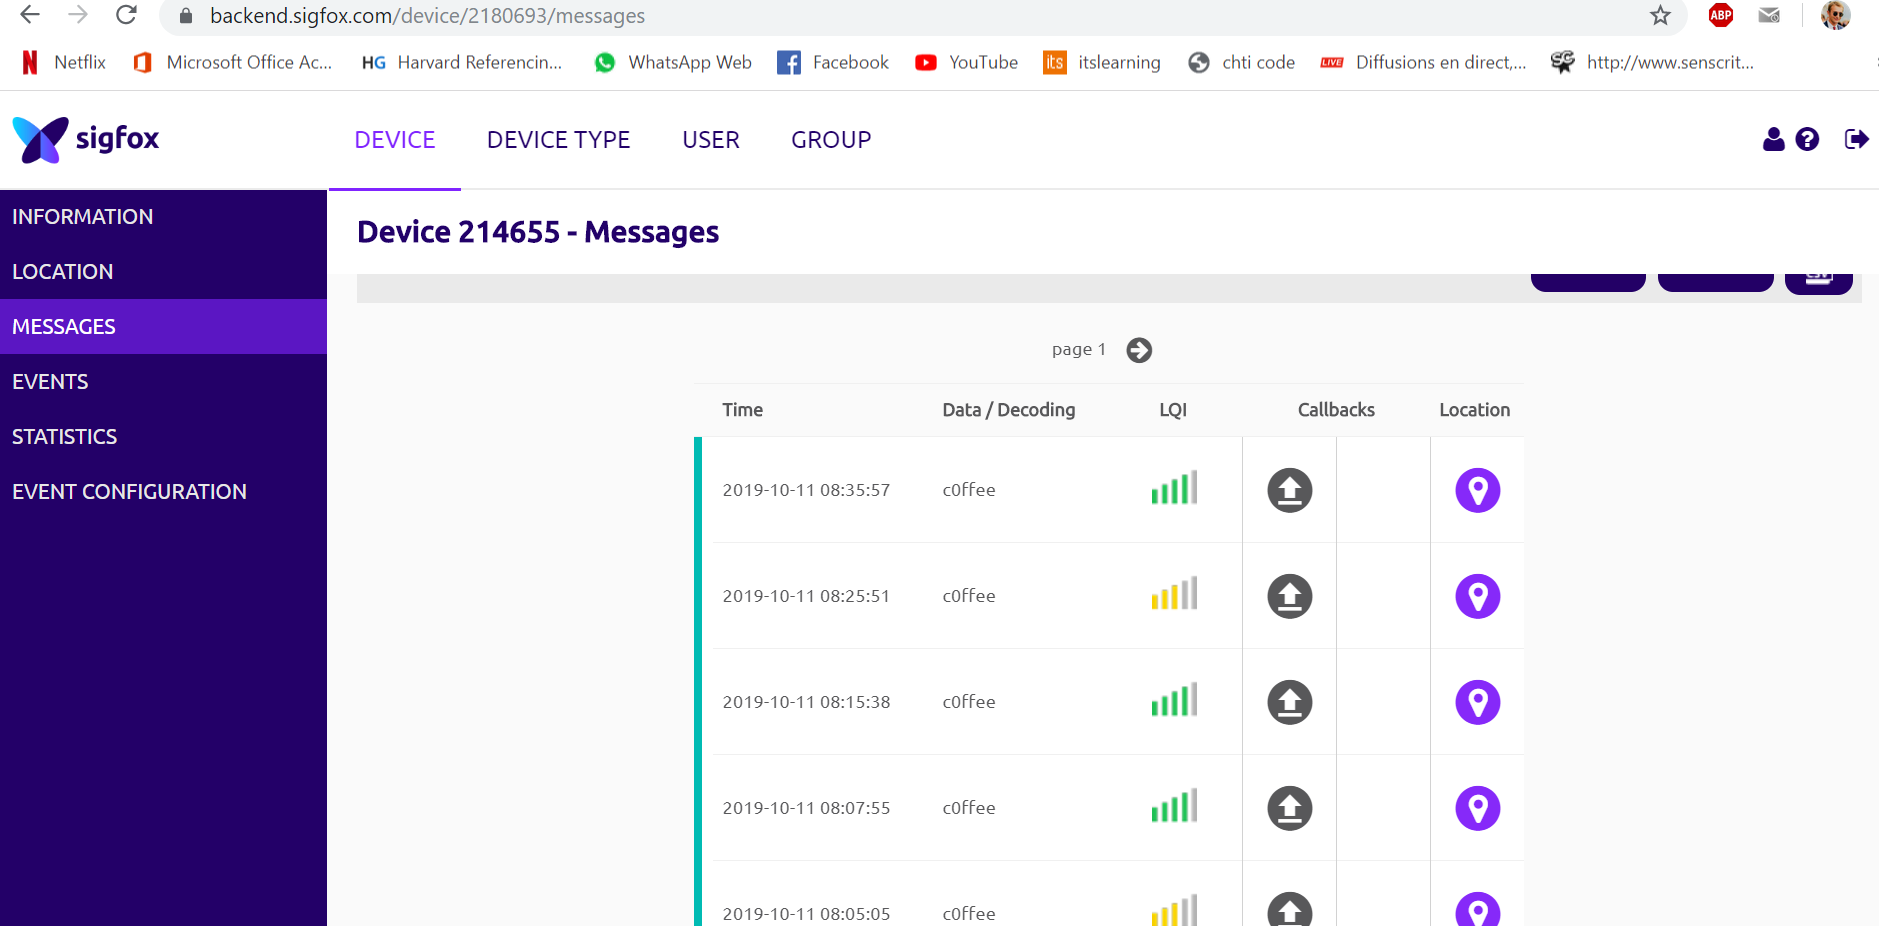 backend.sigfox.com/device/2180693/messages
ABP
Netflix
Microsoft Office Ac...
HG Harvard Referencin...
WhatsApp Web
Facebook
YouTube
its itslearning
chti code
LIVE Diffusions en direct,...
SC http://www.senscrit...
sigfox
DEVICE DEVICE TYPE USER GROUP
INFORMATION
LOCATION
MESSAGES
EVENTS
STATISTICS
EVENT CONFIGURATION
Device 214655 - Messages
page 1
Time Data / Decoding LQI Callbacks Location
2019-10-11 08:35:57 c0ffee
2019-10-11 08:25:51 c0ffee
2019-10-11 08:15:38 c0ffee
2019-10-11 08:07:55 c0ffee
2019-10-11 08:05:05 c0ffee